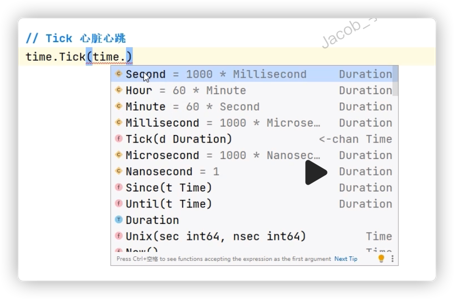 // Tick 心脏心跳
time.Tick(time.)
Second = 1000 * Millisecond Duration
Hour = 60 * Minute Duration
Minute = 60 * Second Duration
Millisecond = 1000 * Microse… Duration
Tick(d Duration) <-chan Time
Microsecond = 1000 * Nanosec… Duration
Nanosecond = 1 Duration
Since(t Time) Duration
Until(t Time) Duration
Duration
Unix(sec int64, nsec int64) Time
Now() Time
Press Ctrl+空格 to see functions accepting the expression as the first argument Next Tip